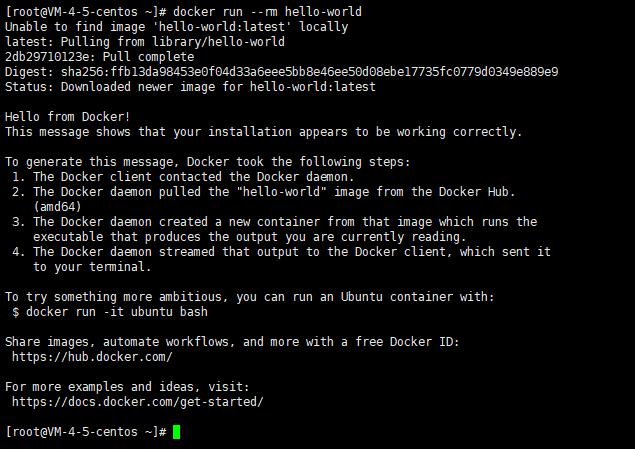 [root@VM-4-5-centos ~]# docker run --rm hello-world
Unable to find image 'hello-world:latest' locally
latest: Pulling from library/hello-world
2db29710123e: Pull complete
Digest: sha256:ffb13da98453e0f04d33a6eee5bb8e46ee50d08ebe17735fc0779d0349e889e9
Status: Downloaded newer image for hello-world:latest

Hello from Docker!
This message shows that your installation appears to be working correctly.

To generate this message, Docker took the following steps:
 1. The Docker client contacted the Docker daemon.
 2. The Docker daemon pulled the "hello-world" image from the Docker Hub.
    (amd64)
 3. The Docker daemon created a new container from that image which runs the
    executable that produces the output you are currently reading.
 4. The Docker daemon streamed that output to the Docker client, which sent it
    to your terminal.

To try something more ambitious, you can run an Ubuntu container with:
 $ docker run -it ubuntu bash

Share images, automate workflows, and more with a free Docker ID:
 https://hub.docker.com/

For more examples and ideas, visit:
 https://docs.docker.com/get-started/

[root@VM-4-5-centos ~]#